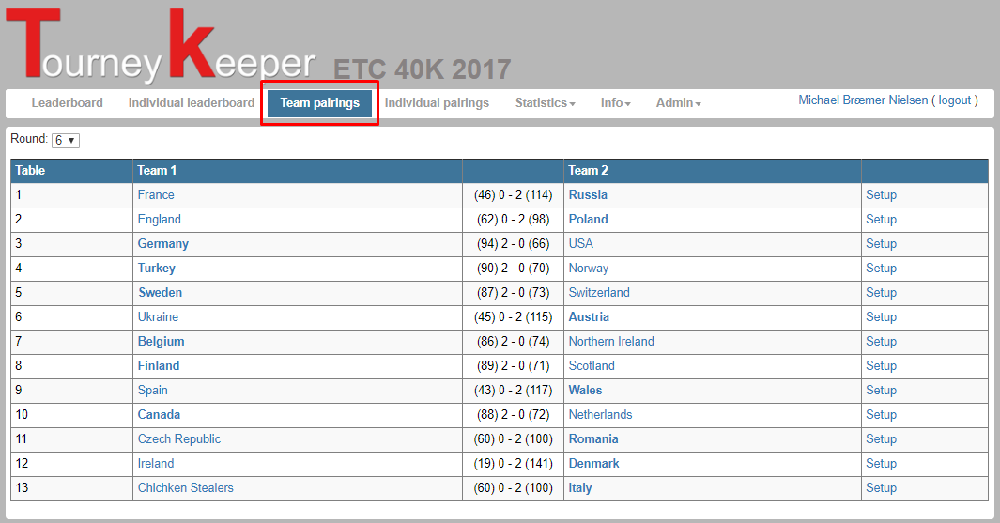 Tourney Keeper ETC 40K 2017
Leaderboard Individual leaderboard Team pairings Individual pairings Statistics Info Admin Michael Bræmer Nielsen ( logout )
Round: 6
Table Team 1 Team 2
1 France (46) 0 - 2 (114) Russia Setup
2 England (62) 0 - 2 (98) Poland Setup
3 Germany (94) 2 - 0 (66) USA Setup
4 Turkey (90) 2 - 0 (70) Norway Setup
5 Sweden (87) 2 - 0 (73) Switzerland Setup
6 Ukraine (45) 0 - 2 (115) Austria Setup
7 Belgium (86) 2 - 0 (74) Northern Ireland Setup
8 Finland (89) 2 - 0 (71) Scotland Setup
9 Spain (43) 0 - 2 (117) Wales Setup
10 Canada (88) 2 - 0 (72) Netherlands Setup
11 Czech Republic (60) 0 - 2 (100) Romania Setup
12 Ireland (19) 0 - 2 (141) Denmark Setup
13 Chichken Stealers (60) 0 - 2 (100) Italy Setup